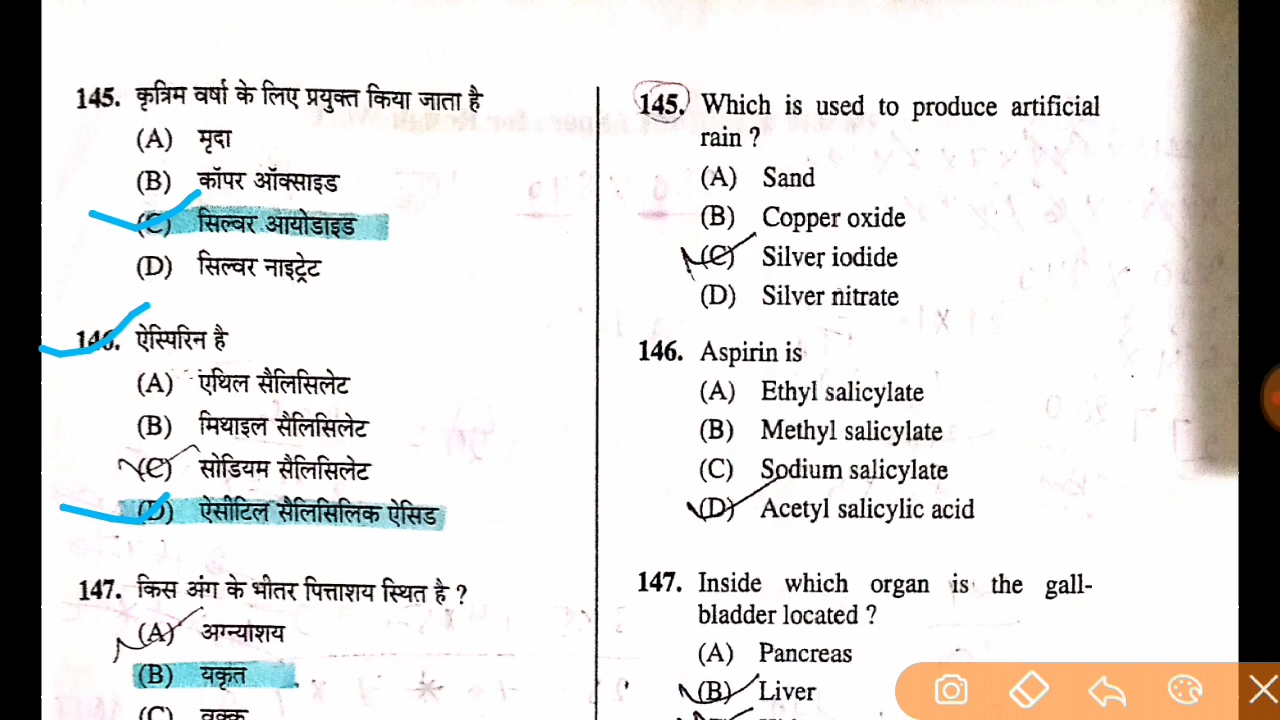 145. कृत्रिम वर्षा के लिए प्रयुक्त किया जाता है
(A) मृदा
(B) कॉपर ऑक्साइड
(C) सिल्वर आयोडाइड
(D) सिल्वर नाइट्रेट
146. ऐस्पिरिन है
(A) एथिल सैलिसिलेट
(B) मिथाइल सैलिसिलेट
(C) सोडियम सैलिसिलेट
(D) ऐसीटिल सैलिसिलिक ऐसिड
147. किस अंग के भीतर पित्ताशय स्थित है ?
(A) अग्न्याशय
(B) यकृत
(C) वृक्क
145. Which is used to produce artificial
rain ?
(A) Sand
(B) Copper oxide
(C) Silver iodide
(D) Silver nitrate
146. Aspirin is
(A) Ethyl salicylate
(B) Methyl salicylate
(C) Sodium salicylate
(D) Acetyl salicylic acid
147. Inside which organ is the gall-
bladder located ?
(A) Pancreas
(B) Liver